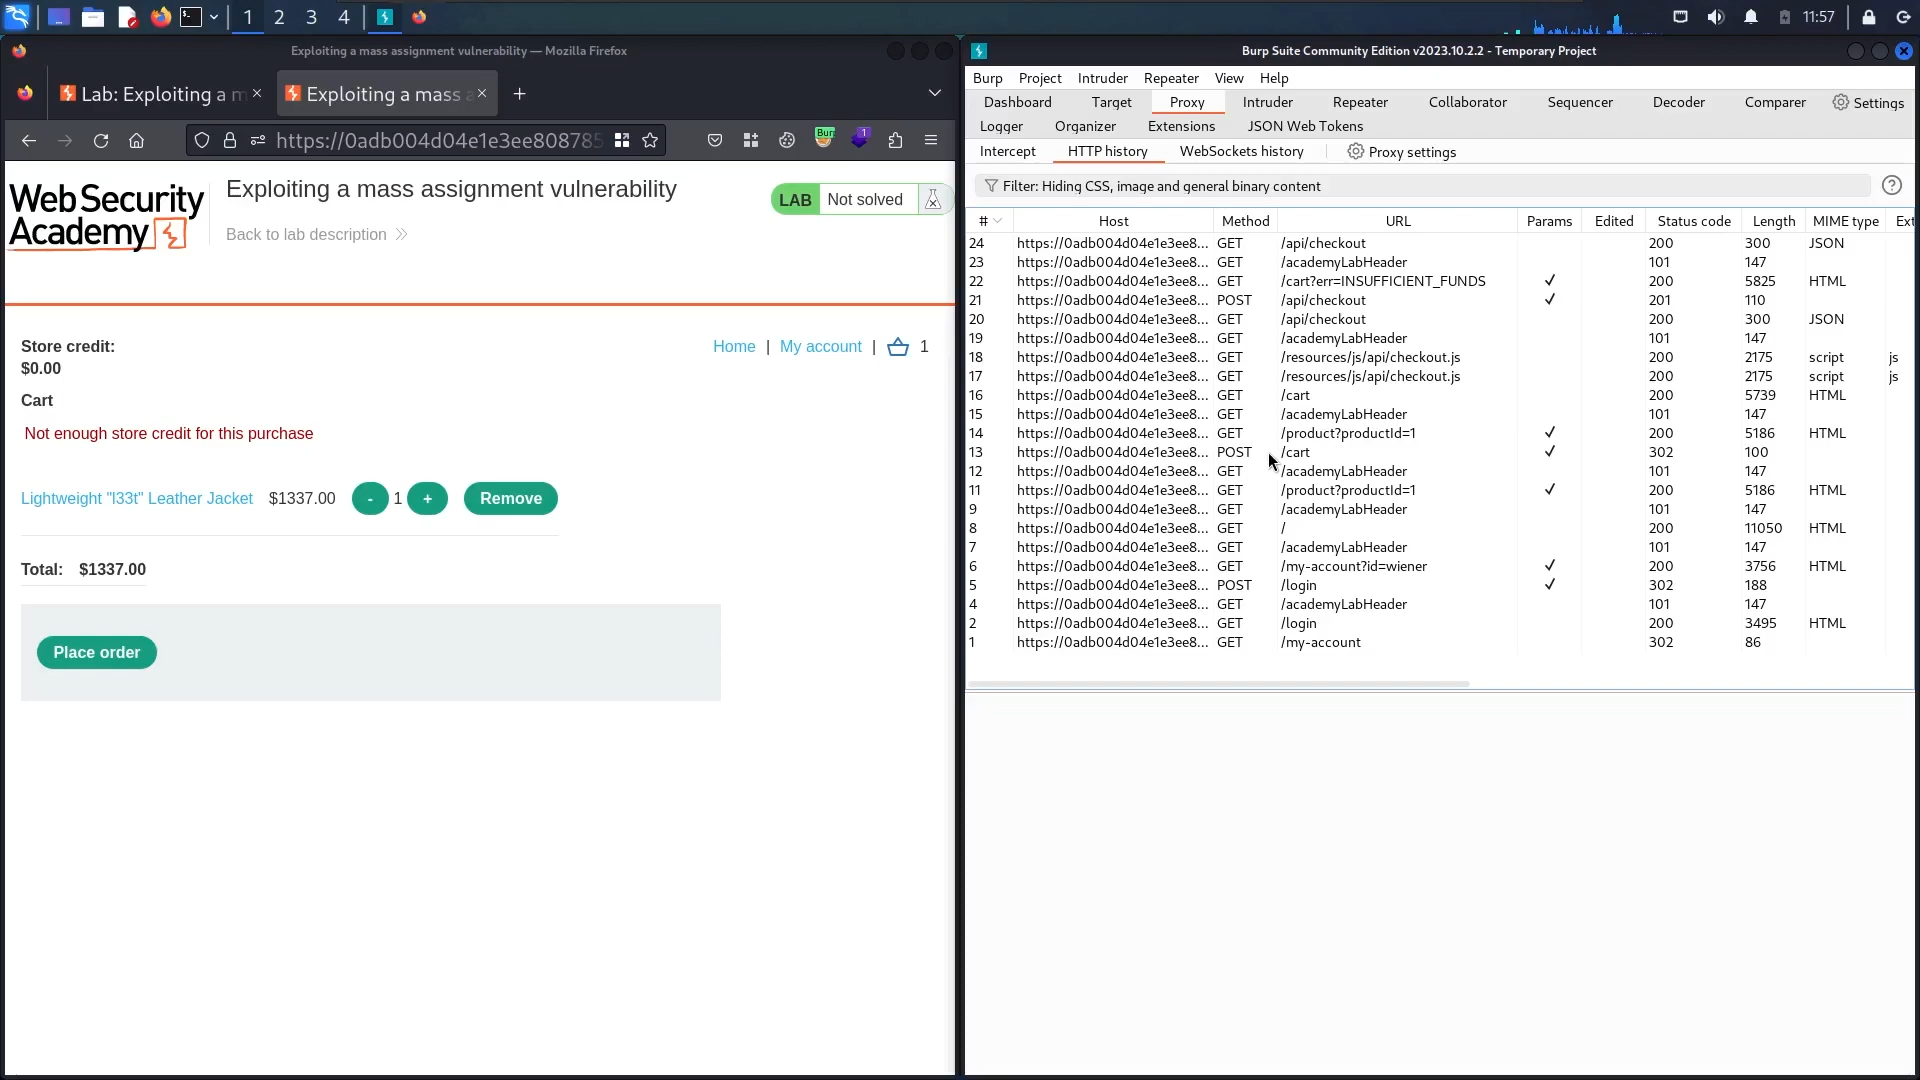 1 2 3 4
11:57
Exploiting a mass assignment vulnerability — Mozilla Firefox
Lab: Exploiting a m
Exploiting a mass a
https://0adb004d04e1e3ee808785
Bur
1
Web Security
Academy
Exploiting a mass assignment vulnerability
Back to lab description
LAB Not solved
Store credit:
$0.00
Home | My account | 1
Cart
Not enough store credit for this purchase
Lightweight "l33t" Leather Jacket $1337.00 - 1 + Remove
Total: $1337.00
Place order
Burp Suite Community Edition v2023.10.2.2 - Temporary Project
Burp Project Intruder Repeater View Help
Dashboard Target Proxy Intruder Repeater Collaborator Sequencer Decoder Comparer Settings
Logger Organizer Extensions JSON Web Tokens
Intercept HTTP history WebSockets history Proxy settings
Filter: Hiding CSS, image and general binary content
# Host Method URL Params Edited Status code Length MIME type Ext
24 https://0adb004d04e1e3ee8... GET /api/checkout 200 300 JSON
23 https://0adb004d04e1e3ee8... GET /academyLabHeader 101 147
22 https://0adb004d04e1e3ee8... GET /cart?err=INSUFFICIENT_FUNDS ✓ 200 5825 HTML
21 https://0adb004d04e1e3ee8... POST /api/checkout ✓ 201 110
20 https://0adb004d04e1e3ee8... GET /api/checkout 200 300 JSON
19 https://0adb004d04e1e3ee8... GET /academyLabHeader 101 147
18 https://0adb004d04e1e3ee8... GET /resources/js/api/checkout.js 200 2175 script js
17 https://0adb004d04e1e3ee8... GET /resources/js/api/checkout.js 200 2175 script js
16 https://0adb004d04e1e3ee8... GET /cart 200 5739 HTML
15 https://0adb004d04e1e3ee8... GET /academyLabHeader 101 147
14 https://0adb004d04e1e3ee8... GET /product?productId=1 ✓ 200 5186 HTML
13 https://0adb004d04e1e3ee8... POST /cart ✓ 302 100
12 https://0adb004d04e1e3ee8... GET /academyLabHeader 101 147
11 https://0adb004d04e1e3ee8... GET /product?productId=1 ✓ 200 5186 HTML
9 https://0adb004d04e1e3ee8... GET /academyLabHeader 101 147
8 https://0adb004d04e1e3ee8... GET / 200 11050 HTML
7 https://0adb004d04e1e3ee8... GET /academyLabHeader 101 147
6 https://0adb004d04e1e3ee8... GET /my-account?id=wiener ✓ 200 3756 HTML
5 https://0adb004d04e1e3ee8... POST /login ✓ 302 188
4 https://0adb004d04e1e3ee8... GET /academyLabHeader 101 147
2 https://0adb004d04e1e3ee8... GET /login 200 3495 HTML
1 https://0adb004d04e1e3ee8... GET /my-account 302 86